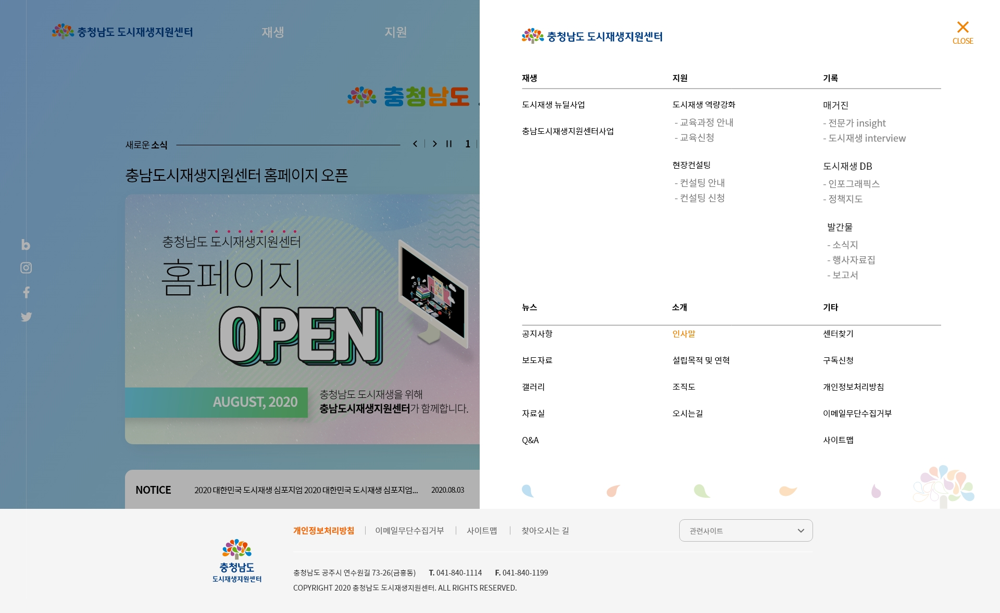 충청남도 도시재생지원센터
재생
지원
충청남도
새로운 소식
1
충남도시재생지원센터 홈페이지 오픈
충청남도 도시재생지원센터
홈페이지
OPEN
AUGUST, 2020
충청남도 도시재생을 위해
충남도시재생지원센터가 함께합니다.
NOTICE
2020 대한민국 도시재생 심포지엄 2020 대한민국 도시재생 심포지엄...
2020.08.03
충청남도 도시재생지원센터
CLOSE
재생
지원
기록
도시재생 뉴딜사업
충남도시재생지원센터사업
도시재생 역량강화
- 교육과정 안내
- 교육신청
현장컨설팅
- 컨설팅 안내
- 컨설팅 신청
매거진
- 전문가 insight
- 도시재생 interview
도시재생 DB
- 인포그래픽스
- 정책지도
발간물
- 소식지
- 행사자료집
- 보고서
뉴스
소개
기타
공지사항
보도자료
갤러리
자료실
Q&A
인사말
설립목적 및 연혁
조직도
오시는길
센터찾기
구독신청
개인정보처리방침
이메일무단수집거부
사이트맵
충청남도
도시재생지원센터
개인정보처리방침
이메일무단수집거부
사이트맵
찾아오시는 길
관련사이트
충청남도 공주시 연수원길 73-26(금흥동) T. 041-840-1114 F. 041-840-1199
COPYRIGHT 2020 충청남도 도시재생지원센터. ALL RIGHTS RESERVED.